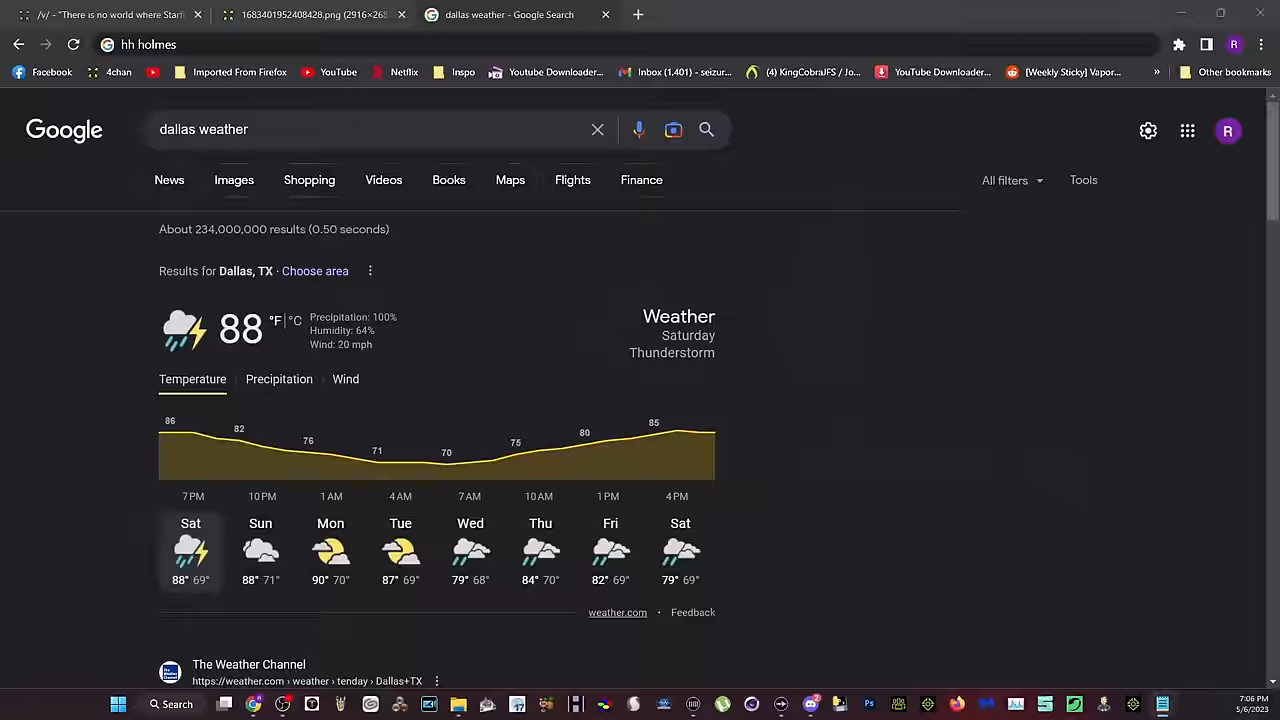 /v/ - "There is no world where Starf
1683401952408428.png (2916×268
dallas weather - Google Search
hh holmes
R
Facebook
4chan
Imported From Firefox
YouTube
Netflix
Inspo
Youtube Downloader...
Inbox (1,401) - seizur...
(4) KingCobraJFS / Jo...
YouTube Downloader...
[Weekly Sticky] Vapor...
»
Other bookmarks
Google
dallas weather
R
News
Images
Shopping
Videos
Books
Maps
Flights
Finance
All filters
Tools
About 234,000,000 results (0.50 seconds)
Results for Dallas, TX · Choose area
88 °F|°C
Precipitation: 100%
Humidity: 64%
Wind: 20 mph
Weather
Saturday
Thunderstorm
Temperature
Precipitation
Wind
86 82 76 71 70 75 80 85
7 PM 10 PM 1 AM 4 AM 7 AM 10 AM 1 PM 4 PM
Sat Sun Mon Tue Wed Thu Fri Sat
88° 69° 88° 71° 90° 70° 87° 69° 79° 68° 84° 70° 82° 69° 79° 69°
weather.com · Feedback
The Weather Channel
https://weather.com › weather › tenday › Dallas+TX
Search
2
Ps
7:06 PM
5/6/2023